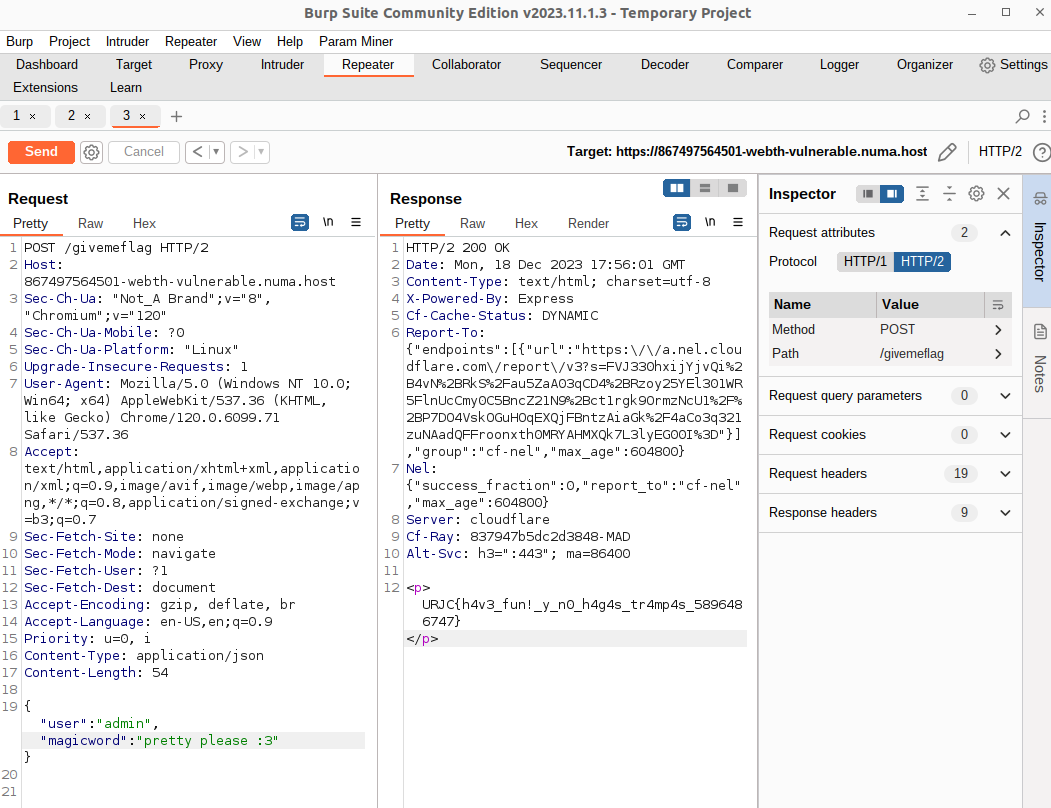 Burp Suite Community Edition v2023.11.1.3 - Temporary Project
Burp Project Intruder Repeater View Help Param Miner
Dashboard Target Proxy Intruder Repeater Collaborator Sequencer Decoder Comparer Logger Organizer Settings
Extensions Learn
1 × 2 × 3 × +
Send Cancel < > Target: https://867497564501-webth-vulnerable.numa.host HTTP/2 ?
Request
Pretty Raw Hex \n
1 POST /givemeflag HTTP/2
2 Host:
867497564501-webth-vulnerable.numa.host
3 Sec-Ch-Ua: "Not_A Brand";v="8",
"Chromium";v="120"
4 Sec-Ch-Ua-Mobile: ?0
5 Sec-Ch-Ua-Platform: "Linux"
6 Upgrade-Insecure-Requests: 1
7 User-Agent: Mozilla/5.0 (Windows NT 10.0;
Win64; x64) AppleWebKit/537.36 (KHTML,
like Gecko) Chrome/120.0.6099.71
Safari/537.36
8 Accept:
text/html,application/xhtml+xml,applicatio
n/xml;q=0.9,image/avif,image/webp,image/ap
ng,*/*;q=0.8,application/signed-exchange;v
=b3;q=0.7
9 Sec-Fetch-Site: none
10 Sec-Fetch-Mode: navigate
11 Sec-Fetch-User: ?1
12 Sec-Fetch-Dest: document
13 Accept-Encoding: gzip, deflate, br
14 Accept-Language: en-US,en;q=0.9
15 Priority: u=0, i
16 Content-Type: application/json
17 Content-Length: 54
18
19 {
"user":"admin",
"magicword":"pretty please :3"
}
20
21
Response
Pretty Raw Hex Render \n
1 HTTP/2 200 OK
2 Date: Mon, 18 Dec 2023 17:56:01 GMT
3 Content-Type: text/html; charset=utf-8
4 X-Powered-By: Express
5 Cf-Cache-Status: DYNAMIC
6 Report-To:
{"endpoints":[{"url":"https:\/\/a.nel.clou
dflare.com\/report\/v3?s=FVJ33OhxijYjvQi%2
B4vN%2BRkS%2Fau5ZaA03qCD4%2BRzoy25YEl301WR
5FlnUcCmy0C5BncZ21N9%2Bct1rgk9OrmzNcU1%2F%
2BP7D04VskOGuHOqEXQjFBntzAiaGk%2F4aCo3q321
zuNAadQFFroonxthOMRYAHMXQk7L3lyEG00I%3D"}]
,"group":"cf-nel","max_age":604800}
7 Nel:
{"success_fraction":0,"report_to":"cf-nel"
,"max_age":604800}
8 Server: cloudflare
9 Cf-Ray: 837947b5dc2d3848-MAD
10 Alt-Svc: h3=":443"; ma=86400
11
12 <p>
URJC{h4v3_fun!_y_n0_h4g4s_tr4mp4s_589648
6747}
</p>
Inspector
Request attributes 2
Protocol HTTP/1 HTTP/2
Name Value
Method POST
Path /givemeflag
Request query parameters 0
Request cookies 0
Request headers 19
Response headers 9
Inspector
Notes